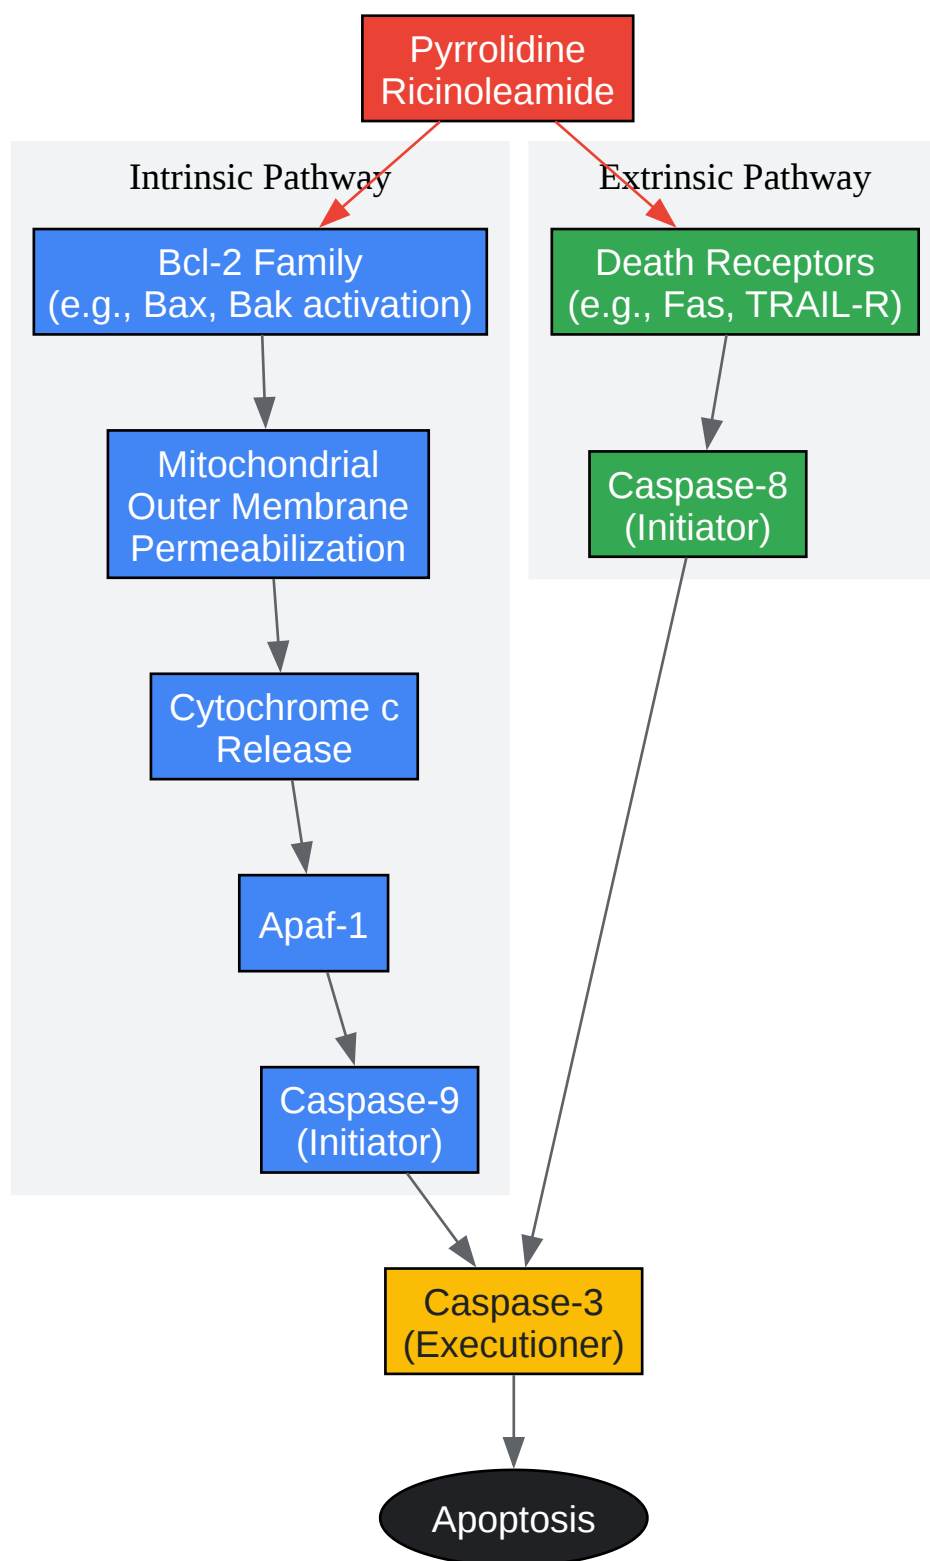 Pyrrolidine
Ricinoleamide
Intrinsic Pathway
Extrinsic Pathway
Bcl-2 Family
(e.g., Bax, Bak activation)
Death Receptors
(e.g., Fas, TRAIL-R)
Mitochondrial
Outer Membrane
Permeabilization
Caspase-8
(Initiator)
Cytochrome c
Release
Apaf-1
Caspase-9
(Initiator)
Caspase-3
(Executioner)
Apoptosis